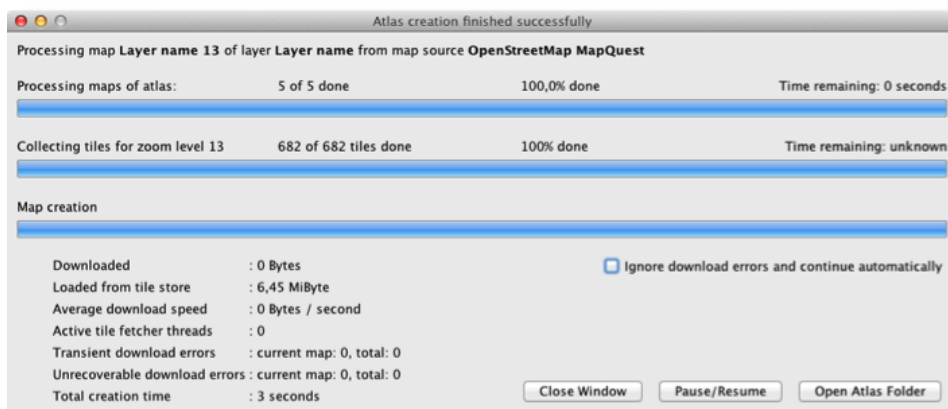 Atlas creation finished successfully
Processing map Layer name 13 of layer Layer name from map source OpenStreetMap MapQuest
Processing maps of atlas: 5 of 5 done 100,0% done Time remaining: 0 seconds
Collecting tiles for zoom level 13 682 of 682 tiles done 100% done Time remaining: unknown
Map creation
Downloaded : 0 Bytes Ignore download errors and continue automatically
Loaded from tile store : 6,45 MiByte
Average download speed : 0 Bytes / second
Active tile fetcher threads : 0
Transient download errors : current map: 0, total: 0
Unrecoverable download errors : current map: 0, total: 0
Total creation time : 3 seconds Close Window Pause/Resume Open Atlas Folder